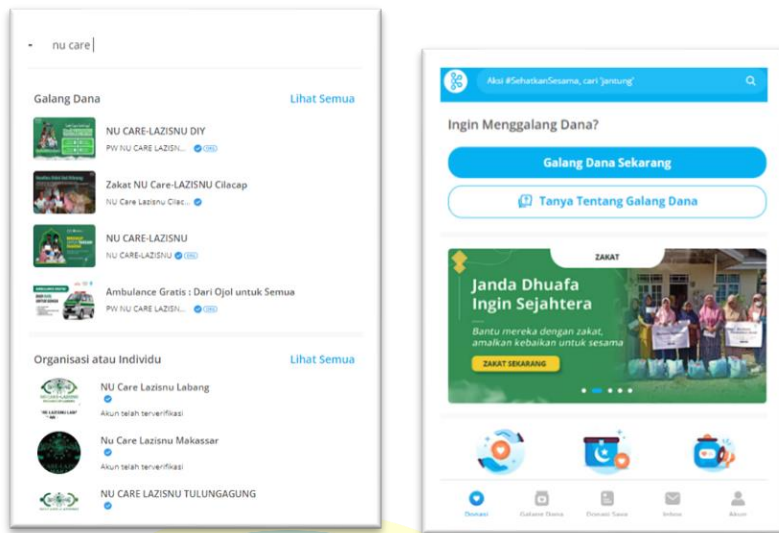 - nu care
Galang Dana
Lihat Semua
NU CARE-LAZISNU DIY
PW NU CARE LAZISN... ORG
Zakat NU Care-LAZISNU Cilacap
NU Care Lazisnu Cilac...
NU CARE-LAZISNU
NU CARE-LAZISNU ORG
Ambulance Gratis : Dari Ojol untuk Semua
PW NU CARE LAZISN... ORG
Organisasi atau Individu
Lihat Semua
NU Care Lazisnu Labang
Akun telah terverifikasi
Nu Care Lazisnu Makassar
Akun telah terverifikasi
NU CARE LAZISNU TULUNGAGUNG
Aksi #SehatkanSesama, cari 'jantung'
Ingin Menggalang Dana?
Galang Dana Sekarang
Tanya Tentang Galang Dana
ZAKAT
Janda Dhuafa
Ingin Sejahtera
Bantu mereka dengan zakat,
amalkan kebaikan untuk sesama
ZAKAT SEKARANG
Donasi
Galang Dana
Donasi Saya
Inbox
Akun